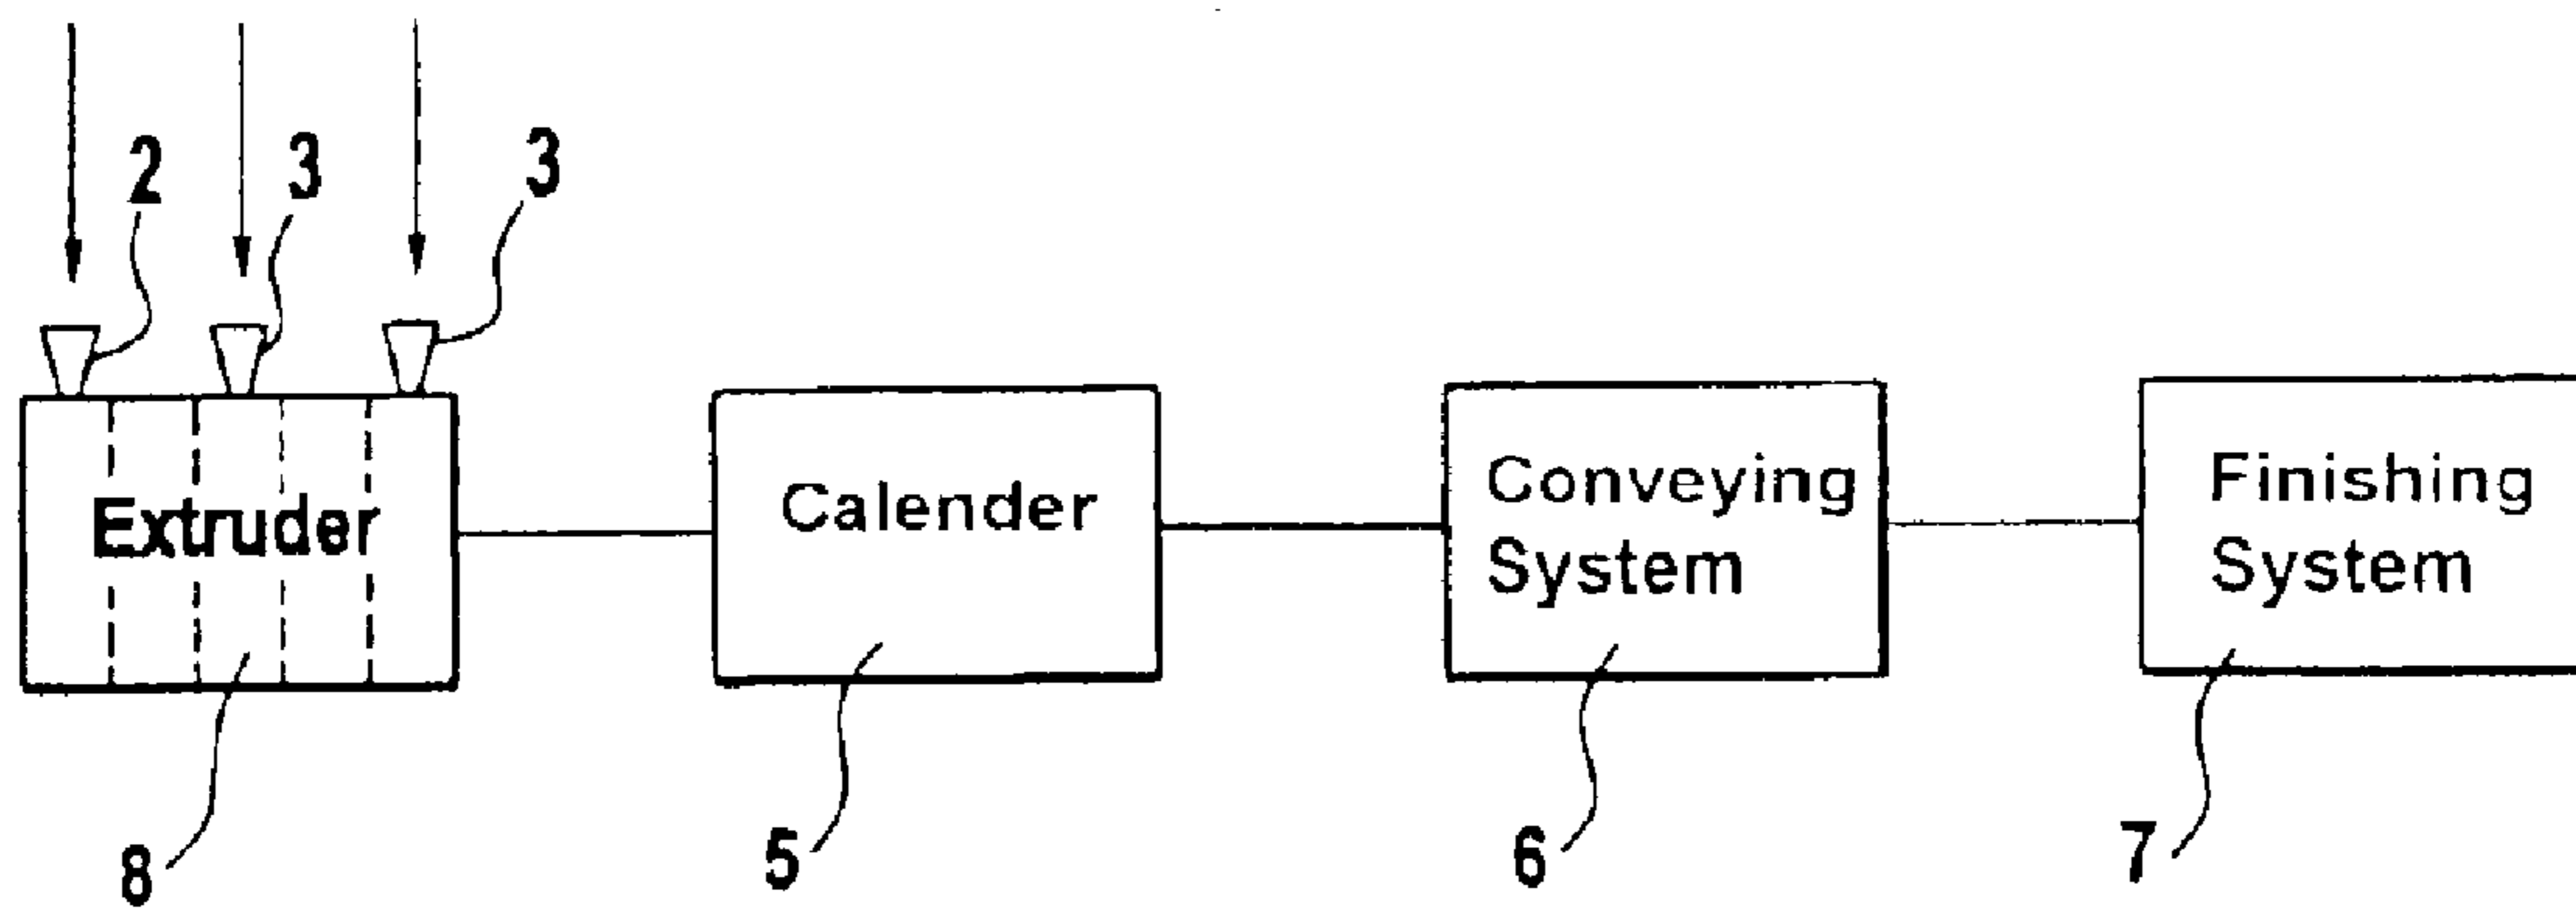 2 3 3
Extruder
Calender
Conveying
System
Finishing
System
8 5 6 7